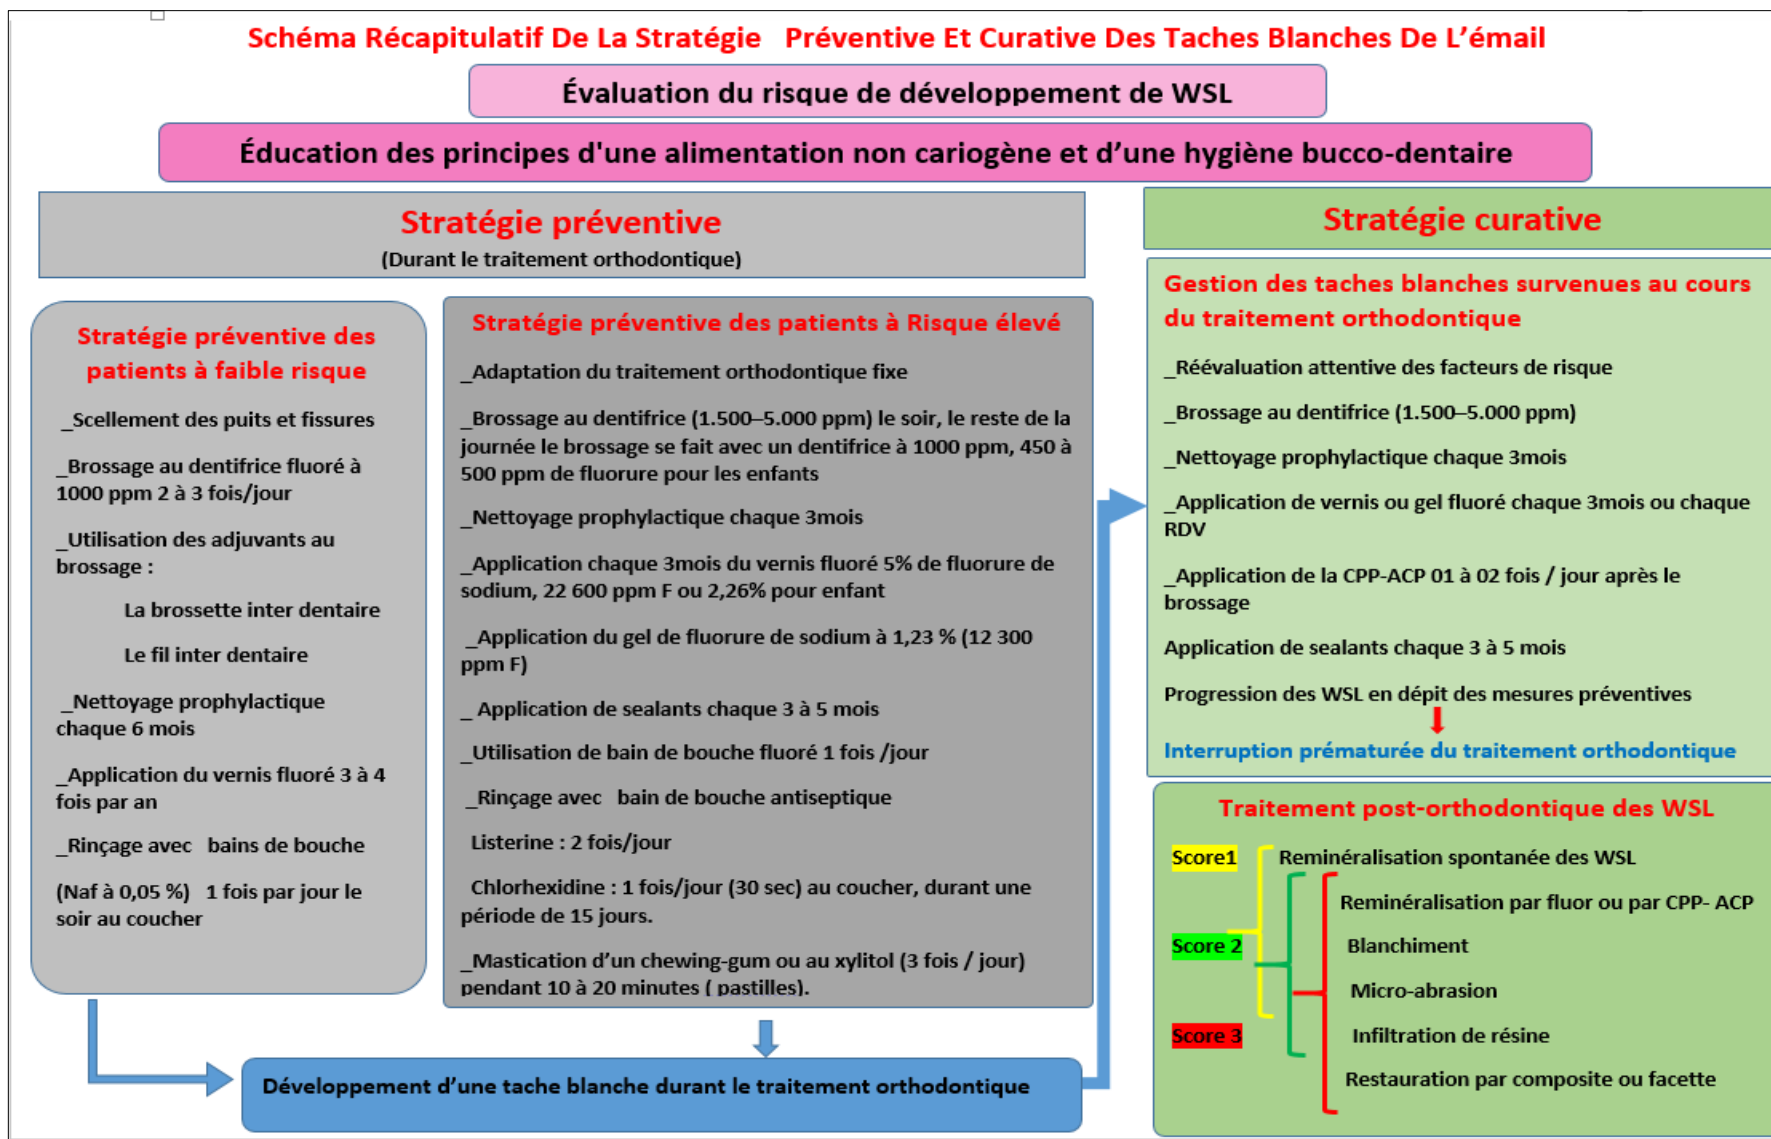 Schéma Récapitulatif De La Stratégie Préventive Et Curative Des Taches Blanches De L'émail
Évaluation du risque de développement de WSL
Éducation des principes d'une alimentation non cariogène et d'une hygiène bucco-dentaire
Stratégie préventive
(Durant le traitement orthodontique)
Stratégie préventive des
patients à faible risque
_Scellement des puits et fissures
_Brossage au dentifrice fluoré à
1000 ppm 2 à 3 fois/jour
_Utilisation des adjuvants au
brossage :
La brossette inter dentaire
Le fil inter dentaire
_Nettoyage prophylactique
chaque 6 mois
_Application du vernis fluoré 3 à 4
fois par an
_Rinçage avec bains de bouche
(Naf à 0,05 %) 1 fois par jour le
soir au coucher
Stratégie préventive des patients à Risque élevé
_Adaptation du traitement orthodontique fixe
_Brossage au dentifrice (1.500–5.000 ppm) le soir, le reste de la
journée le brossage se fait avec un dentifrice à 1000 ppm, 450 à
500 ppm de fluorure pour les enfants
_Nettoyage prophylactique chaque 3mois
_Application chaque 3mois du vernis fluoré 5% de fluorure de
sodium, 22 600 ppm F ou 2,26% pour enfant
_Application du gel de fluorure de sodium à 1,23 % (12 300
ppm F)
_ Application de sealants chaque 3 à 5 mois
_Utilisation de bain de bouche fluoré 1 fois /jour
_Rinçage avec bain de bouche antiseptique
Listerine : 2 fois/jour
Chlorhexidine : 1 fois/jour (30 sec) au coucher, durant une
période de 15 jours.
_Mastication d'un chewing-gum ou au xylitol (3 fois / jour)
pendant 10 à 20 minutes ( pastilles).
Développement d'une tache blanche durant le traitement orthodontique
Stratégie curative
Gestion des taches blanches survenues au cours
du traitement orthodontique
_Réévaluation attentive des facteurs de risque
_Brossage au dentifrice (1.500–5.000 ppm)
_Nettoyage prophylactique chaque 3mois
_Application de vernis ou gel fluoré chaque 3mois ou chaque
RDV
_Application de la CPP-ACP 01 à 02 fois / jour après le
brossage
Application de sealants chaque 3 à 5 mois
Progression des WSL en dépit des mesures préventives
Interruption prématurée du traitement orthodontique
Traitement post-orthodontique des WSL
Score1 Reminéralisation spontanée des WSL
Reminéralisation par fluor ou par CPP- ACP
Score 2 Blanchiment
Micro-abrasion
Score 3 Infiltration de résine
Restauration par composite ou facette